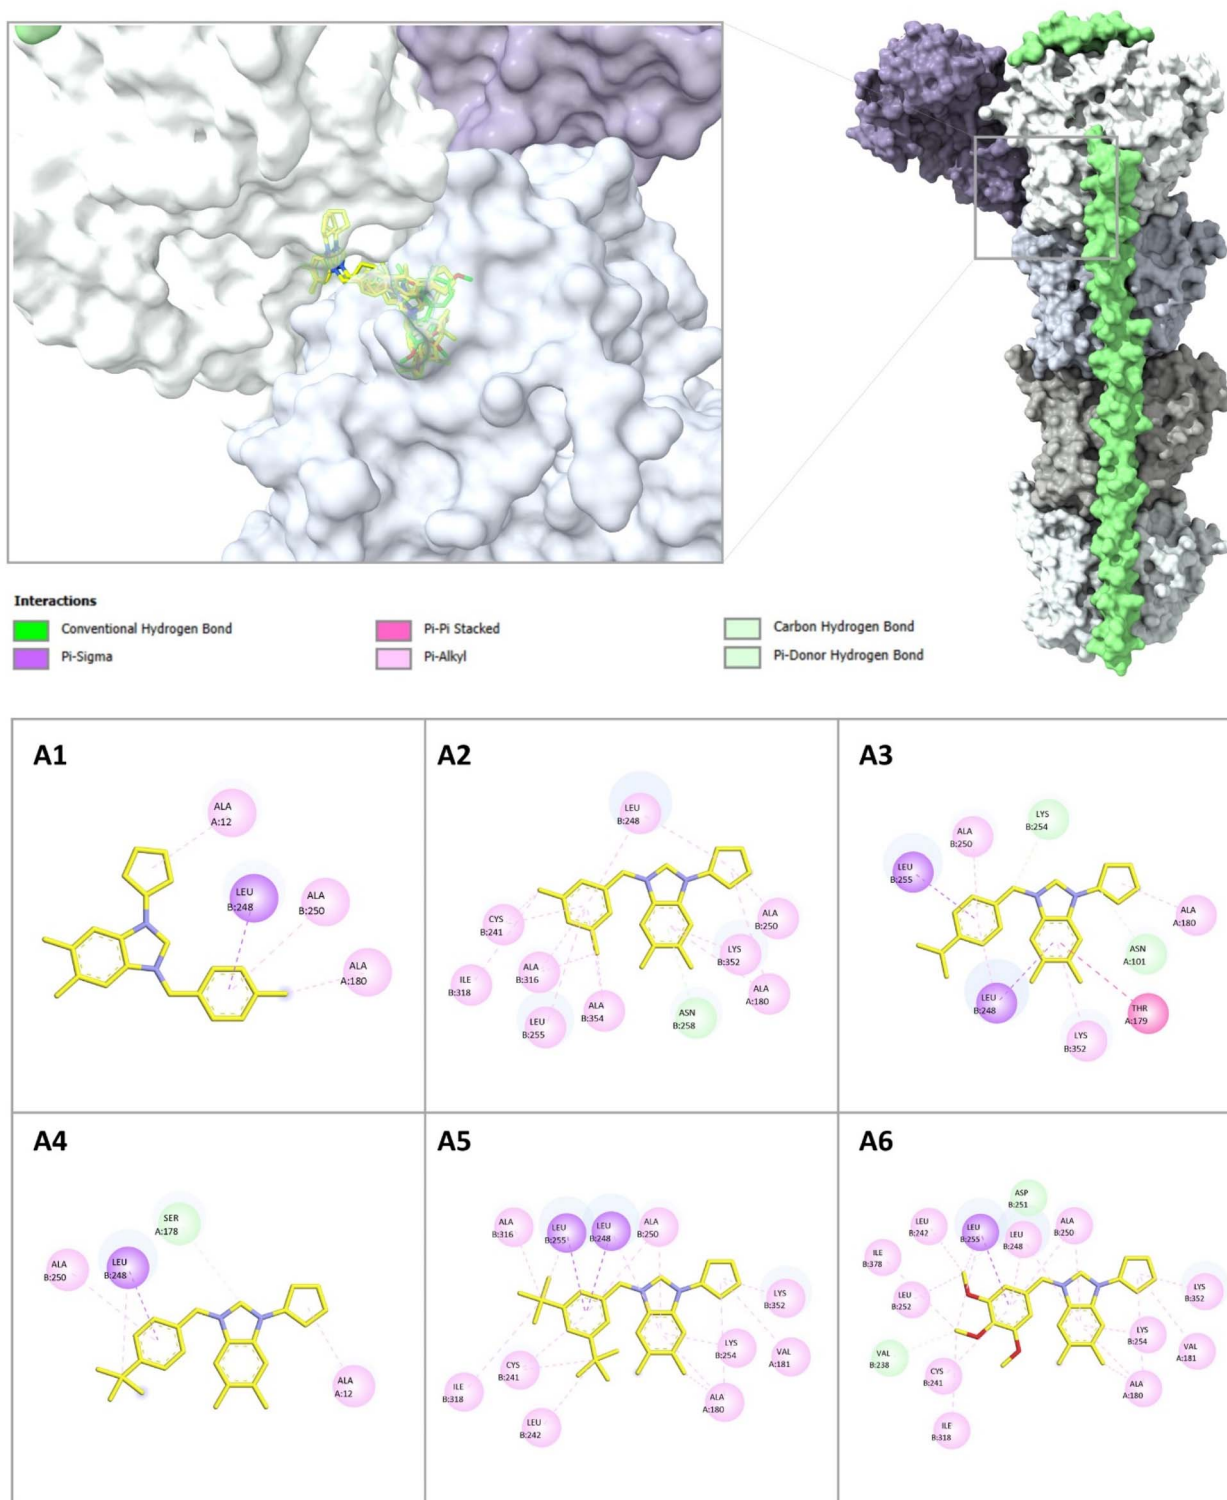 Interactions
Conventional Hydrogen Bond
Pi-Pi Stacked
Carbon Hydrogen Bond
Pi-Sigma
Pi-Alkyl
Pi-Donor Hydrogen Bond
A1
ALA
A:12
LEU
B:248
ALA
B:250
ALA
A:180
A2
LEU
B:248
CYS
B:241
ALA
B:250
LYS
B:352
ILE
B:318
ALA
B:316
ALA
A:180
ALA
B:354
LEU
B:255
ASN
B:258
A3
LYS
B:254
ALA
B:250
LEU
B:255
ALA
A:180
ASN
A:101
LEU
B:248
THR
A:179
LYS
B:352
A4
SER
A:178
ALA
B:250
LEU
B:248
ALA
A:12
A5
ALA
B:316
LEU
B:255
LEU
B:248
ALA
B:250
LYS
B:352
LYS
B:254
VAL
A:181
CYS
B:241
ILE
B:318
ALA
A:180
LEU
B:242
A6
ASP
B:251
LEU
B:242
LEU
B:255
LEU
B:248
ALA
B:250
ILE
B:378
LYS
B:352
LEU
B:252
LYS
B:254
VAL
A:181
VAL
B:238
CYS
B:241
ALA
A:180
ILE
B:318